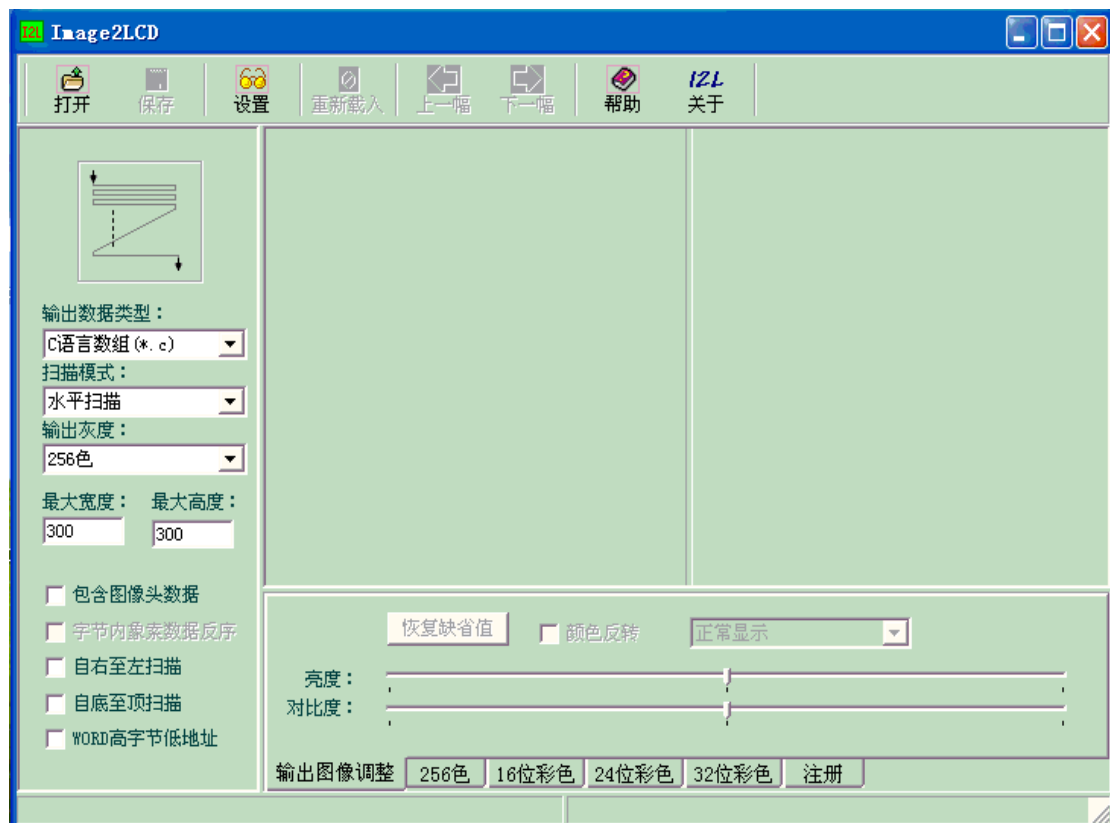 I2L Image2LCD
I2L
打开 保存 设置 重新载入 上一幅 下一幅 帮助 关于
输出数据类型：
C语言数组(*.c)
扫描模式：
水平扫描
输出灰度：
256色
最大宽度： 最大高度：
300 300
包含图像头数据
字节内象素数据反序
自右至左扫描
自底至顶扫描
WORD高字节低地址
恢复缺省值 颜色反转 正常显示
亮度：
对比度：
输出图像调整 256色 16位彩色 24位彩色 32位彩色 注册